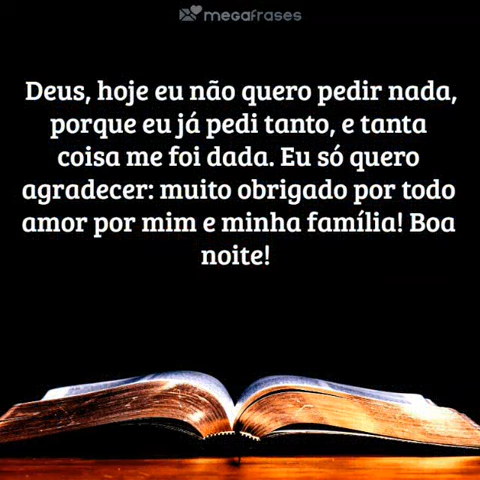 megafrases
Deus, hoje eu não quero pedir nada,
porque eu já pedi tanto, e tanta
coisa me foi dada. Eu só quero
agradecer: muito obrigado por todo
amor por mim e minha família! Boa
noite!